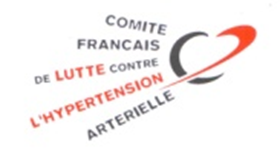 COMITE
FRANCAIS
DE LUTTE CONTRE
L'HYPERTENSION
ARTERIELLE